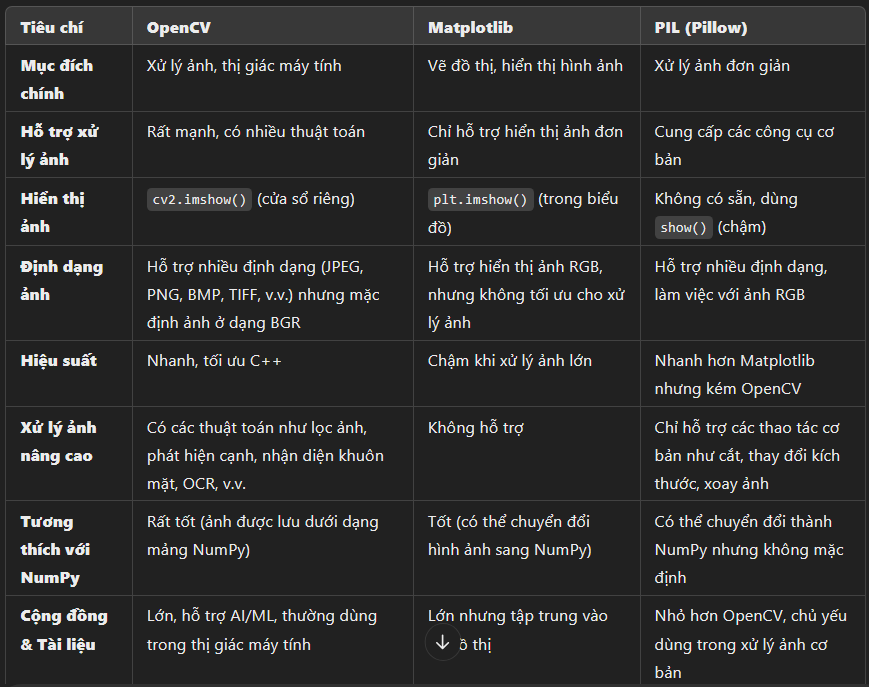 Tiêu chí OpenCV Matplotlib PIL (Pillow)
Mục đích
chính
Xử lý ảnh, thị giác máy tính
Vẽ đồ thị, hiển thị hình ảnh
Xử lý ảnh đơn giản
Hỗ trợ xử
lý ảnh
Rất mạnh, có nhiều thuật toán
Chỉ hỗ trợ hiển thị ảnh đơn
giản
Cung cấp các công cụ cơ
bản
Hiển thị
ảnh
cv2.imshow() (cửa sổ riêng)
plt.imshow() (trong biểu
đồ)
Không có sẵn, dùng
show() (chậm)
Định dạng
ảnh
Hỗ trợ nhiều định dạng (JPEG,
PNG, BMP, TIFF, v.v.) nhưng mặc
định ảnh ở dạng BGR
Hỗ trợ hiển thị ảnh RGB,
nhưng không tối ưu cho xử
lý ảnh
Hỗ trợ nhiều định dạng,
làm việc với ảnh RGB
Hiệu suất
Nhanh, tối ưu C++
Chậm khi xử lý ảnh lớn
Nhanh hơn Matplotlib
nhưng kém OpenCV
Xử lý ảnh
nâng cao
Có các thuật toán như lọc ảnh,
phát hiện cạnh, nhận diện khuôn
mặt, OCR, v.v.
Không hỗ trợ
Chỉ hỗ trợ các thao tác cơ
bản như cắt, thay đổi kích
thước, xoay ảnh
Tương
thích với
NumPy
Rất tốt (ảnh được lưu dưới dạng
mảng NumPy)
Tốt (có thể chuyển đổi
hình ảnh sang NumPy)
Có thể chuyển đổi thành
NumPy nhưng không mặc
định
Cộng đồng
& Tài liệu
Lớn, hỗ trợ AI/ML, thường dùng
trong thị giác máy tính
Lớn nhưng tập trung vào
thị
Nhỏ hơn OpenCV, chủ yếu
dùng trong xử lý ảnh cơ
bản